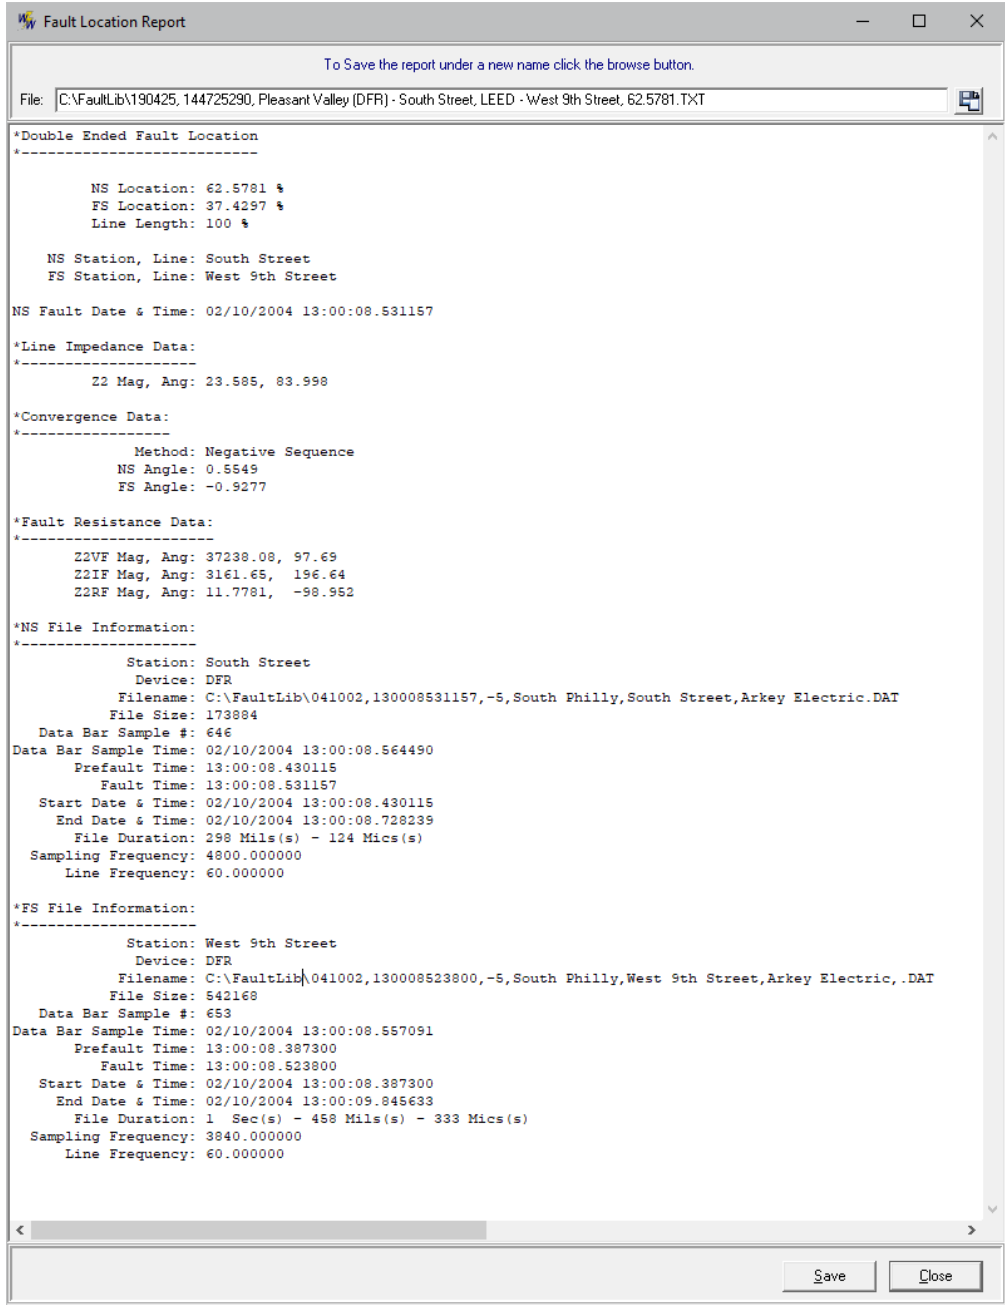 Fault Location Report
To Save the report under a new name click the browse button.
File: C:\FaultLib\190425, 144725290, Pleasant Valley (DFR) - South Street, LEED - West 9th Street, 62.5781.TXT
*Double Ended Fault Location
*---------------------------
NS Location: 62.5781 %
FS Location: 37.4297 %
Line Length: 100 %
NS Station, Line: South Street
FS Station, Line: West 9th Street
NS Fault Date & Time: 02/10/2004 13:00:08.531157
*Line Impedance Data:
*--------------------
Z2 Mag, Ang: 23.585, 83.998
*Convergence Data:
*-----------------
Method: Negative Sequence
NS Angle: 0.5549
FS Angle: -0.9277
*Fault Resistance Data:
*----------------------
Z2VF Mag, Ang: 37238.08, 97.69
Z2IF Mag, Ang: 3161.65,  196.64
Z2RF Mag, Ang: 11.7781,  -98.952
*NS File Information:
*--------------------
Station: South Street
Device: DFR
Filename: C:\FaultLib\041002,130008531157,-5,South Philly,South Street,Arkey Electric.DAT
File Size: 173884
Data Bar Sample #: 646
Data Bar Sample Time: 02/10/2004 13:00:08.564490
Prefault Time: 13:00:08.430115
Fault Time: 13:00:08.531157
Start Date & Time: 02/10/2004 13:00:08.430115
End Date & Time: 02/10/2004 13:00:08.728239
File Duration: 298 Mils(s) - 124 Mics(s)
Sampling Frequency: 4800.000000
Line Frequency: 60.000000
*FS File Information:
*--------------------
Station: West 9th Street
Device: DFR
Filename: C:\FaultLib\041002,130008523800,-5,South Philly,West 9th Street,Arkey Electric,.DAT
File Size: 542168
Data Bar Sample #: 653
Data Bar Sample Time: 02/10/2004 13:00:08.557091
Prefault Time: 13:00:08.387300
Fault Time: 13:00:08.523800
Start Date & Time: 02/10/2004 13:00:08.387300
End Date & Time: 02/10/2004 13:00:09.845633
File Duration: 1  Sec(s) - 458 Mils(s) - 333 Mics(s)
Sampling Frequency: 3840.000000
Line Frequency: 60.000000
Save
Close